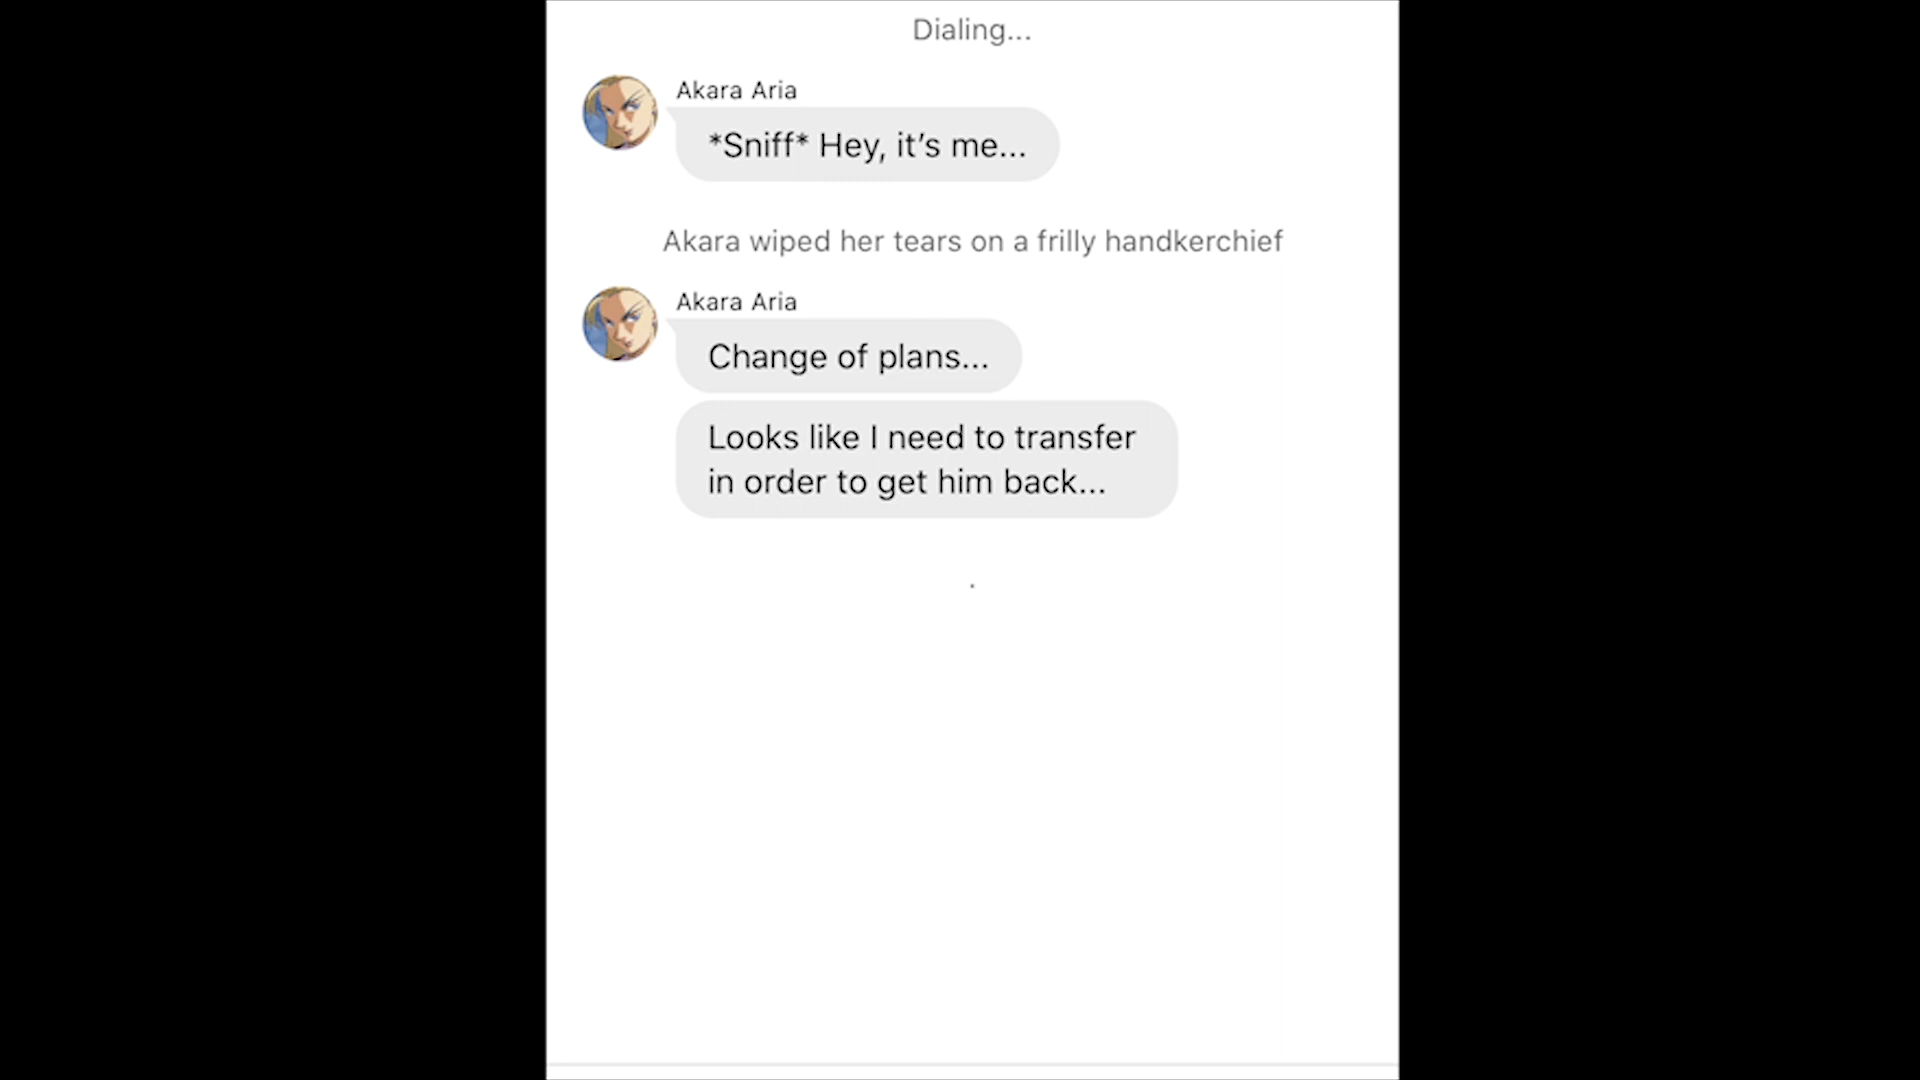 Dialing...
Akara Aria
*Sniff* Hey, it’s me...
Akara wiped her tears on a frilly handkerchief
Akara Aria
Change of plans...
Looks like I need to transfer
in order to get him back...
.